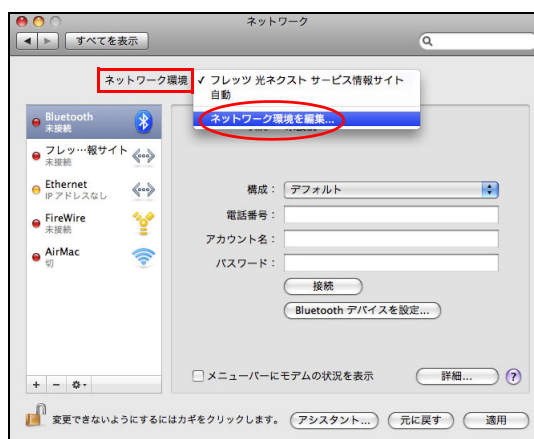 ネットワーク
すべてを表示
ネットワーク環境
✓ フレッツ 光ネクスト サービス情報サイト
自動
ネットワーク環境を編集...
Bluetooth
未接続
フレッツ…報サイト
未接続
Ethernet
IP アドレスなし
FireWire
未接続
AirMac
切
構成：
デフォルト
電話番号：
アカウント名：
パスワード：
接続
Bluetooth デバイスを設定...
メニューバーにモデムの状況を表示
詳細...
?
+ −
変更できないようにするにはカギをクリックします。
アシスタント...
元に戻す
適用